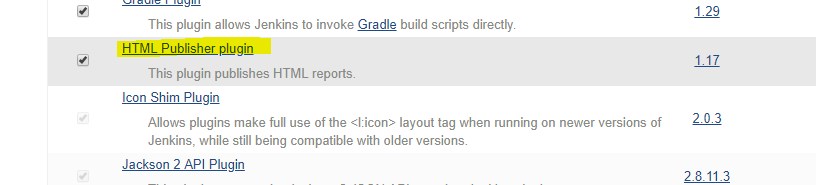 Gradle Plugin
1.29
This plugin allows Jenkins to invoke Gradle build scripts directly.
HTML Publisher plugin
1.17
This plugin publishes HTML reports.
Icon Shim Plugin
2.0.3
Allows plugins make full use of the <l:icon> layout tag when running on newer versions of
Jenkins, while still being compatible with older versions.
Jackson 2 API Plugin
2.8.11.3